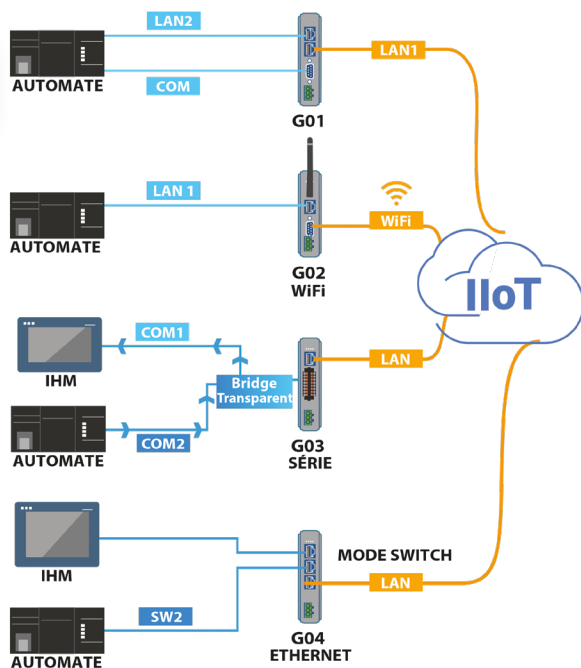 LAN2
LAN1
AUTOMATE
COM
G01
LAN 1
WiFi
AUTOMATE
G02
WiFi
IIoT
COM1
LAN
IHM
Bridge
Transparent
COM2
AUTOMATE
G03
SÉRIE
MODE SWITCH
IHM
LAN
SW2
G04
AUTOMATE
ETHERNET